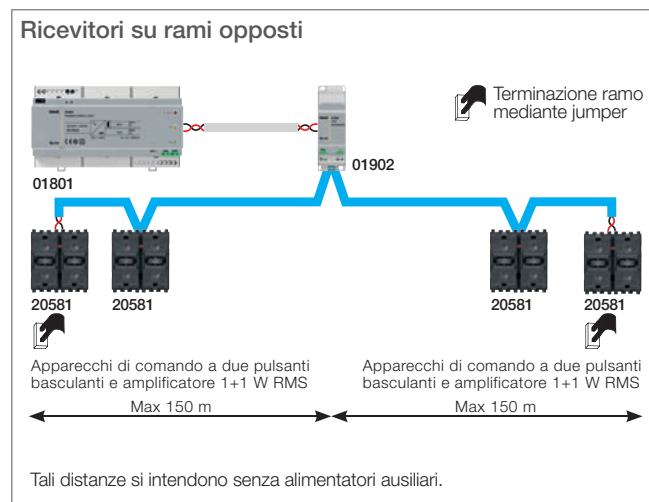 Ricevitori su rami opposti
Terminazione ramo
mediante jumper
01801
01902
20581
20581
20581
20581
Apparecchi di comando a due pulsanti
basculanti e amplificatore 1+1 W RMS
Apparecchi di comando a due pulsanti
basculanti e amplificatore 1+1 W RMS
Max 150 m
Max 150 m
Tali distanze si intendono senza alimentatori ausiliari.